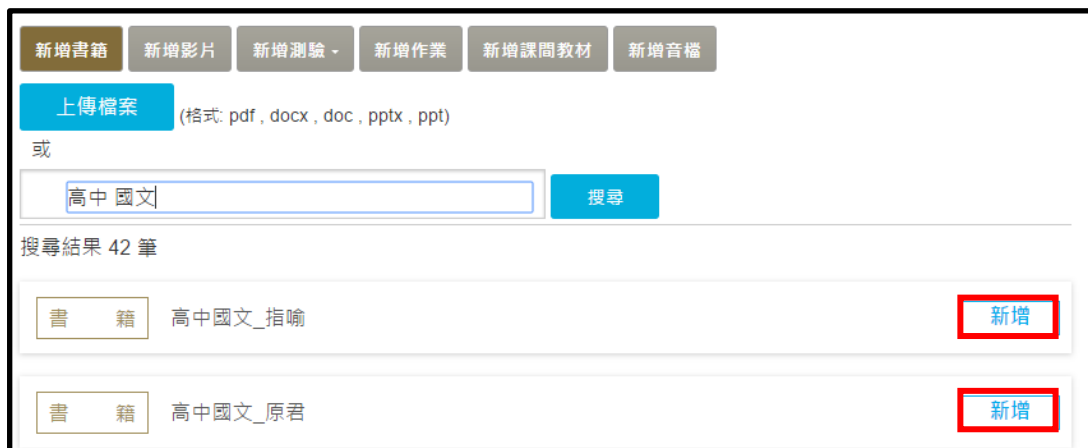 新增書籍 新增影片 新增測驗 新增作業 新增課間教材 新增音檔
上傳檔案 (格式: pdf , docx , doc , pptx , ppt)
或
高中 國文 搜尋
搜尋結果 42 筆
書 籍 高中國文_指喻 新增
書 籍 高中國文_原君 新增